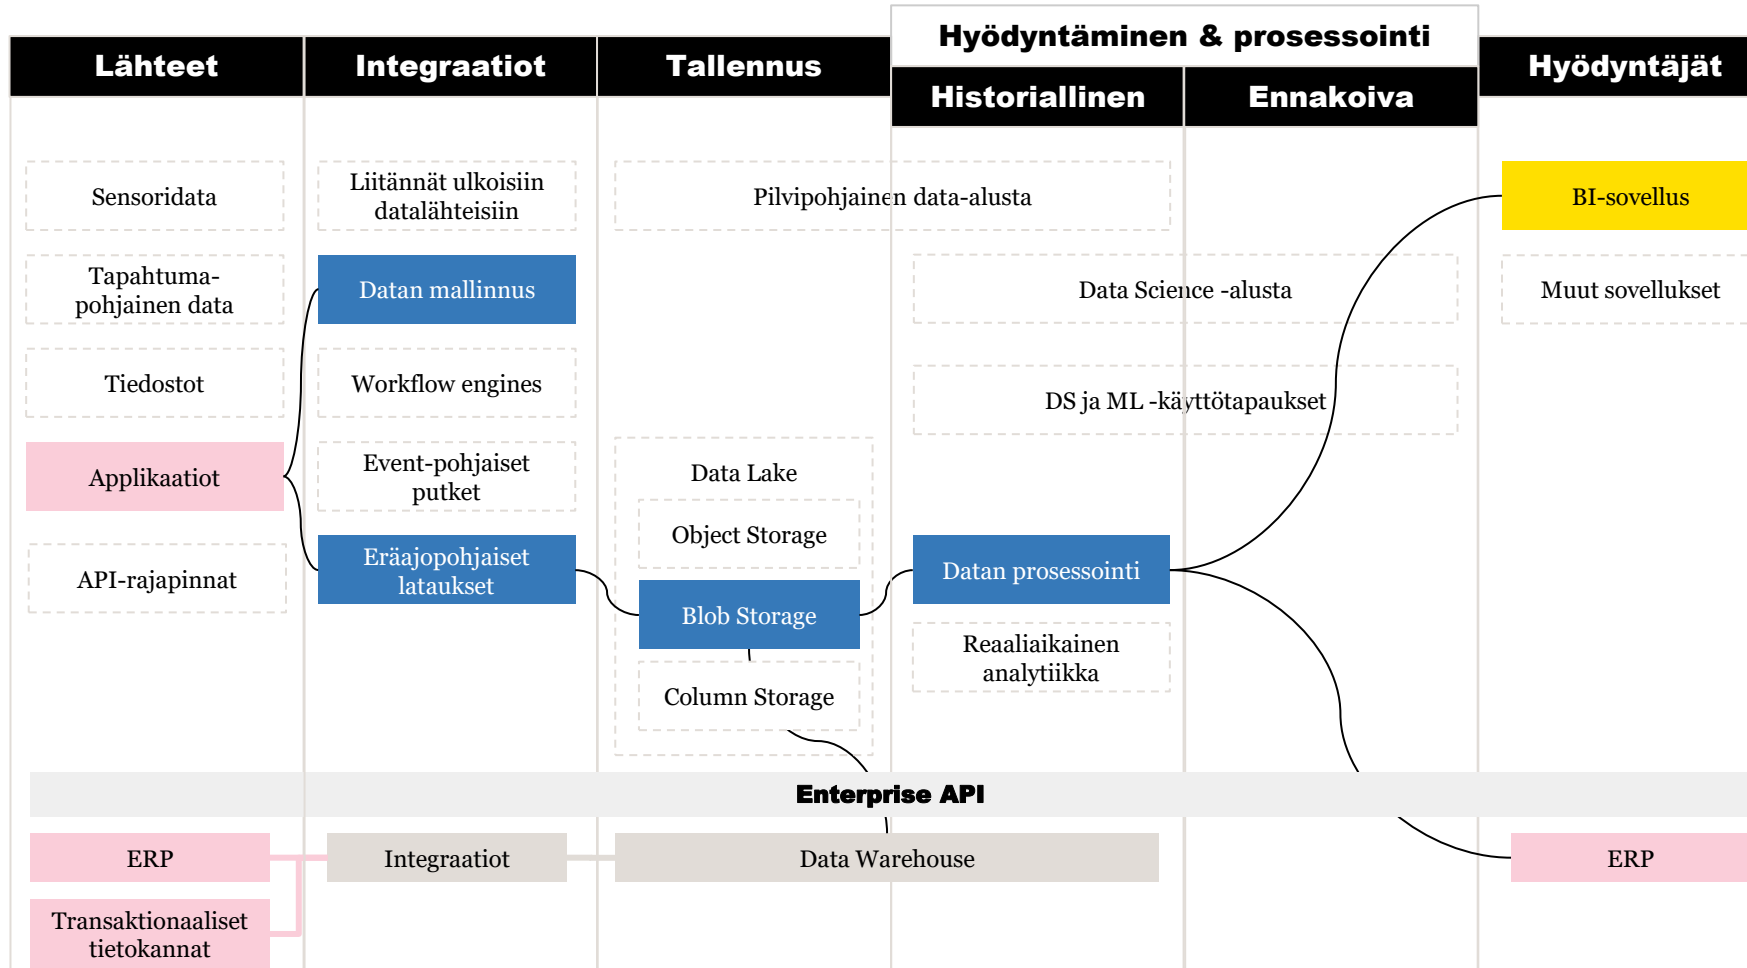 Hyödyntäminen & prosessointi
Lähteet
Integraatiot
Tallennus
Historiallinen
Ennakoiva
Hyödyntäjät
Sensoridata
Tapahtuma-
pohjainen data
Tiedostot
Applikaatiot
API-rajapinnat
Liitännät ulkoisiin
datalähteisiin
Datan mallinnus
Workflow engines
Event-pohjaiset
putket
Eräajopohjaiset
lataukset
Pilvipohjainen data-alusta
Data Lake
Object Storage
Blob Storage
Column Storage
Data Science -alusta
DS ja ML -käyttötapaukset
Datan prosessointi
Reaaliaikainen
analytiikka
BI-sovellus
Muut sovellukset
Enterprise API
ERP
Integraatiot
Data Warehouse
ERP
Transaktionaaliset
tietokannat